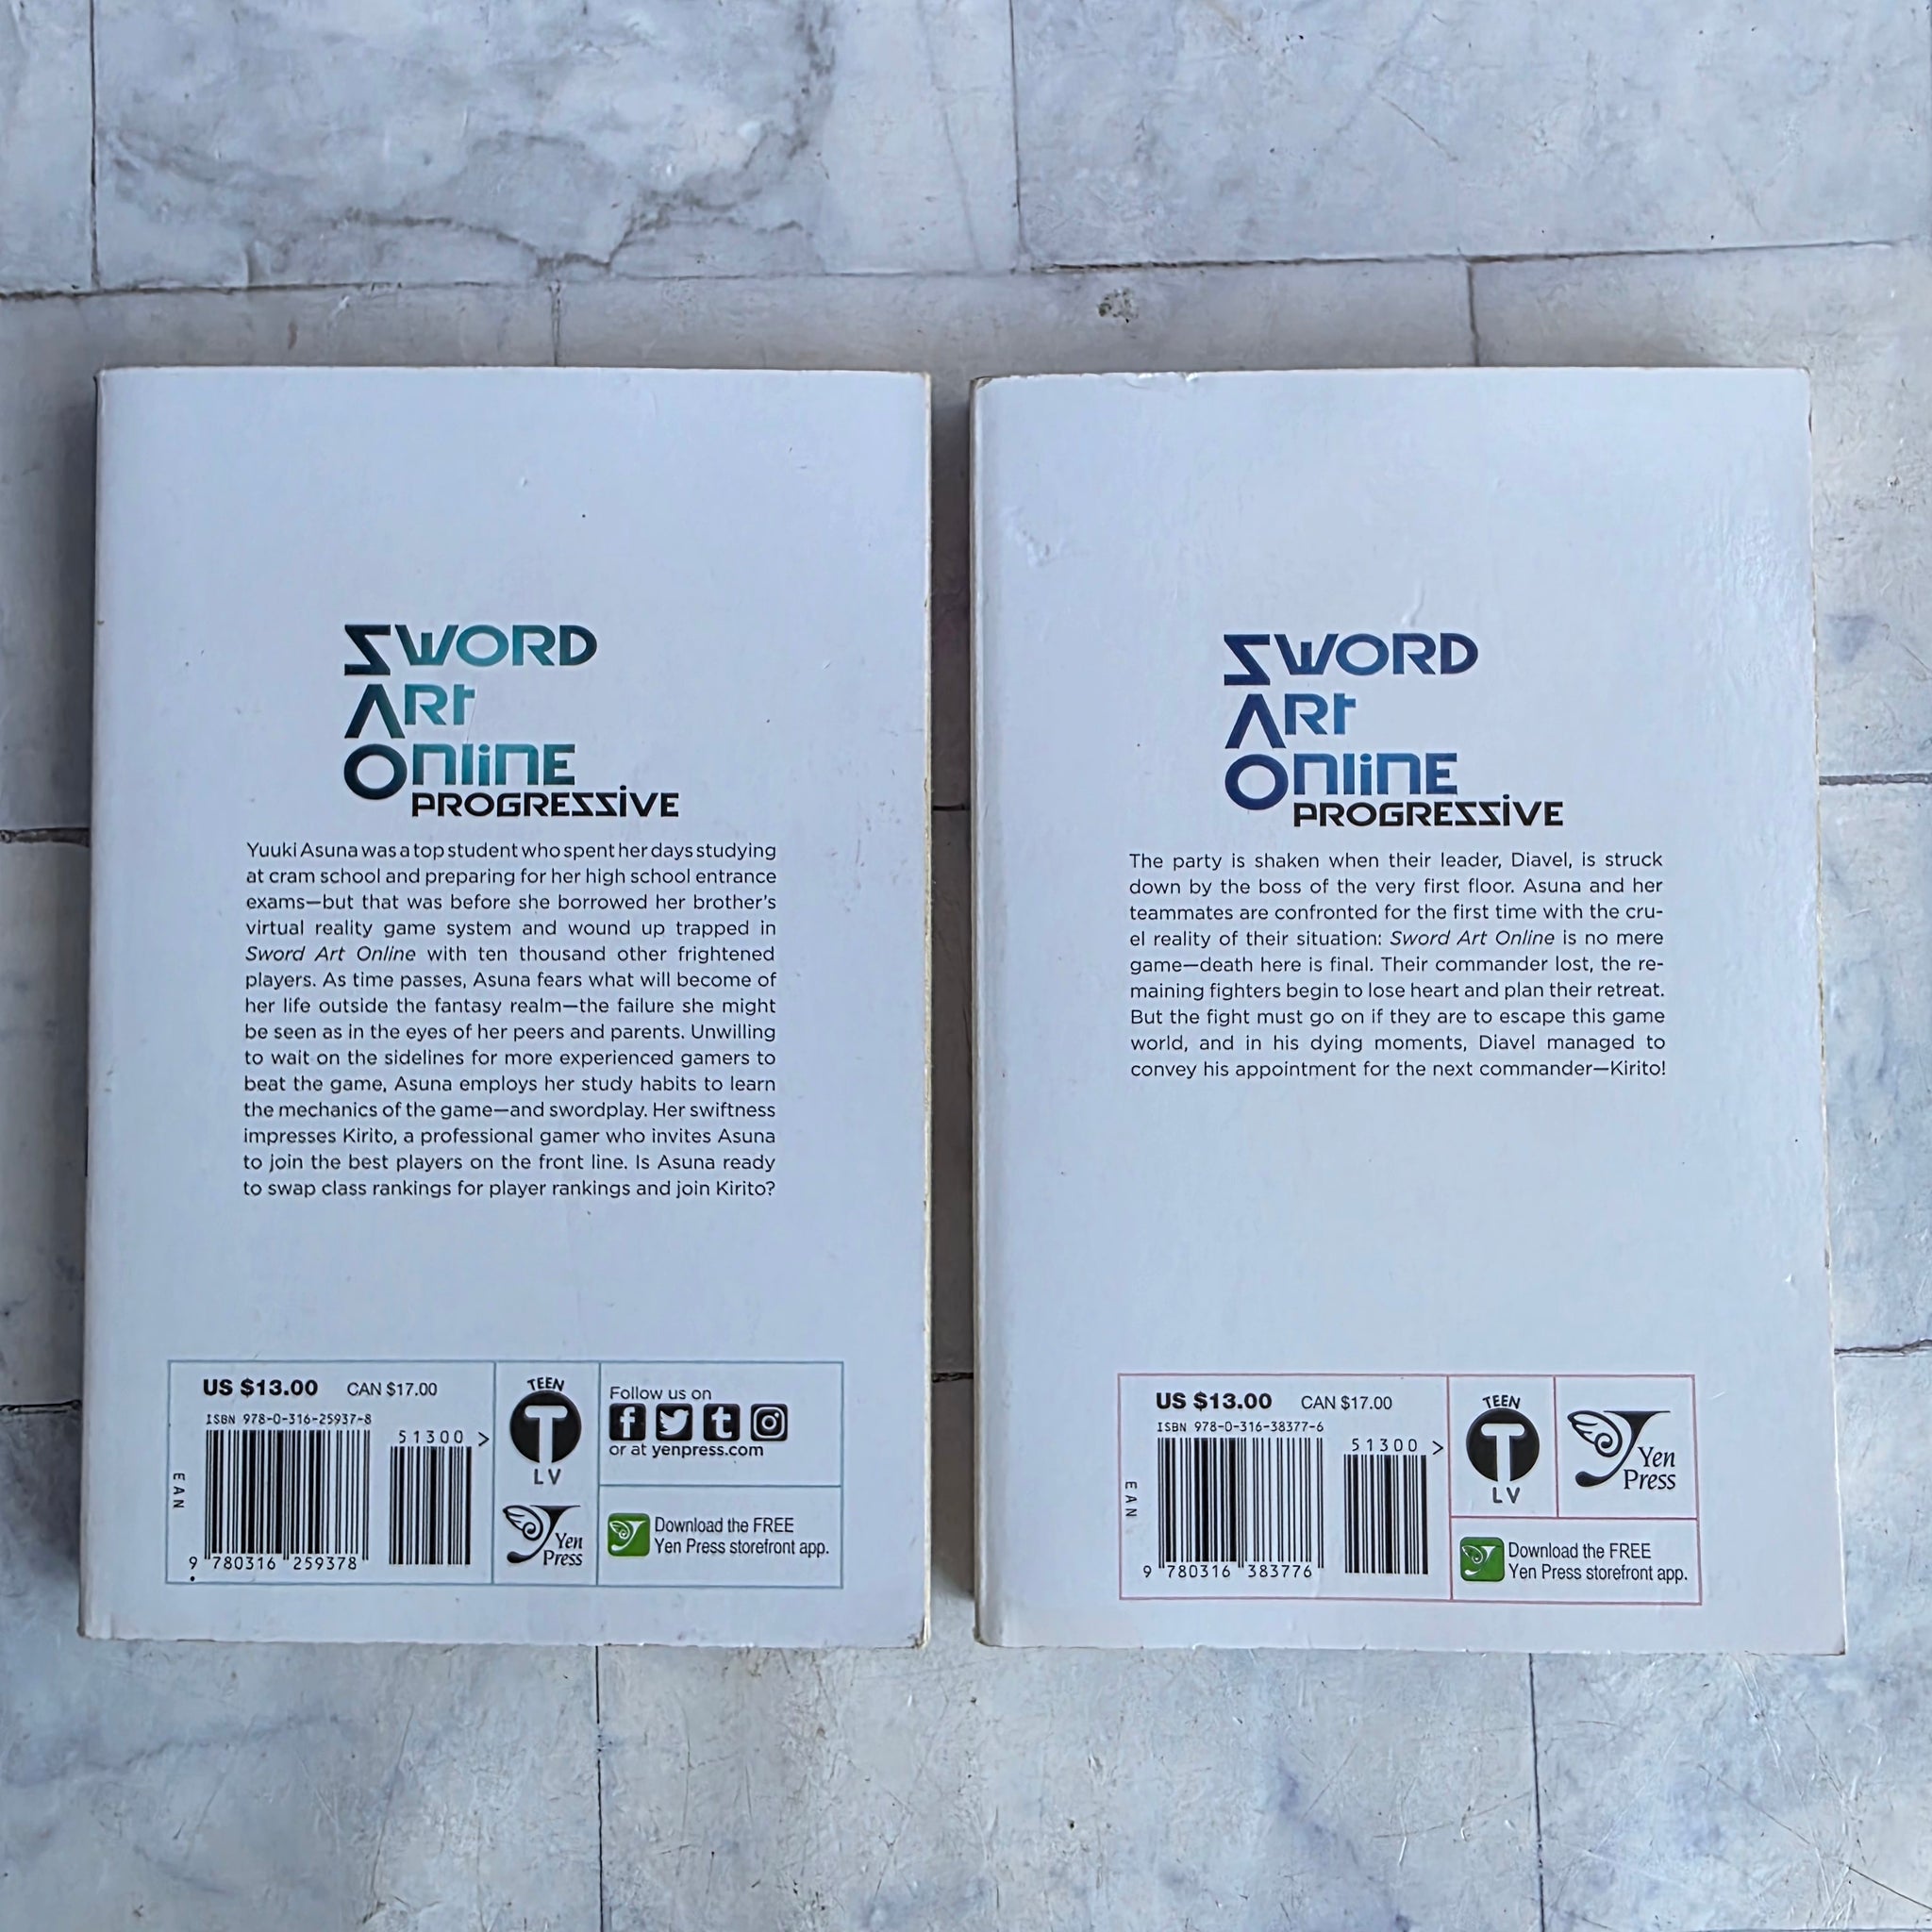 SWORD
ART
ONLINE
PROGRESSIVE
Yuuki Asuna was a top student who spent her days studying
at cram school and preparing for her high school entrance
exams—but that was before she borrowed her brother's
virtual reality game system and wound up trapped in
Sword Art Online with ten thousand other frightened
players. As time passes, Asuna fears what will become of
her life outside the fantasy realm—the failure she might
be seen as in the eyes of her peers and parents. Unwilling
to wait on the sidelines for more experienced gamers to
beat the game, Asuna employs her study habits to learn
the mechanics of the game—and swordplay. Her swiftness
impresses Kirito, a professional gamer who invites Asuna
to join the best players on the front line. Is Asuna ready
to swap class rankings for player rankings and join Kirito?
US $13.00 CAN $17.00
ISBN 978-0-316-25937-8
51300 >
EAN
9 780316 259378
TEEN
T
LV
Yen
Press
Follow us on
or at yenpress.com
Download the FREE
Yen Press storefront app.
SWORD
ART
ONLINE
PROGRESSIVE
The party is shaken when their leader, Diavel, is struck
down by the boss of the very first floor. Asuna and her
teammates are confronted for the first time with the cru-
el reality of their situation: Sword Art Online is no mere
game—death here is final. Their commander lost, the re-
maining fighters begin to lose heart and plan their retreat.
But the fight must go on if they are to escape this game
world, and in his dying moments, Diavel managed to
convey his appointment for the next commander—Kirito!
US $13.00 CAN $17.00
ISBN 978-0-316-38377-6
51300 >
EAN
9 780316 383776
TEEN
T
LV
Yen
Press
Download the FREE
Yen Press storefront app.